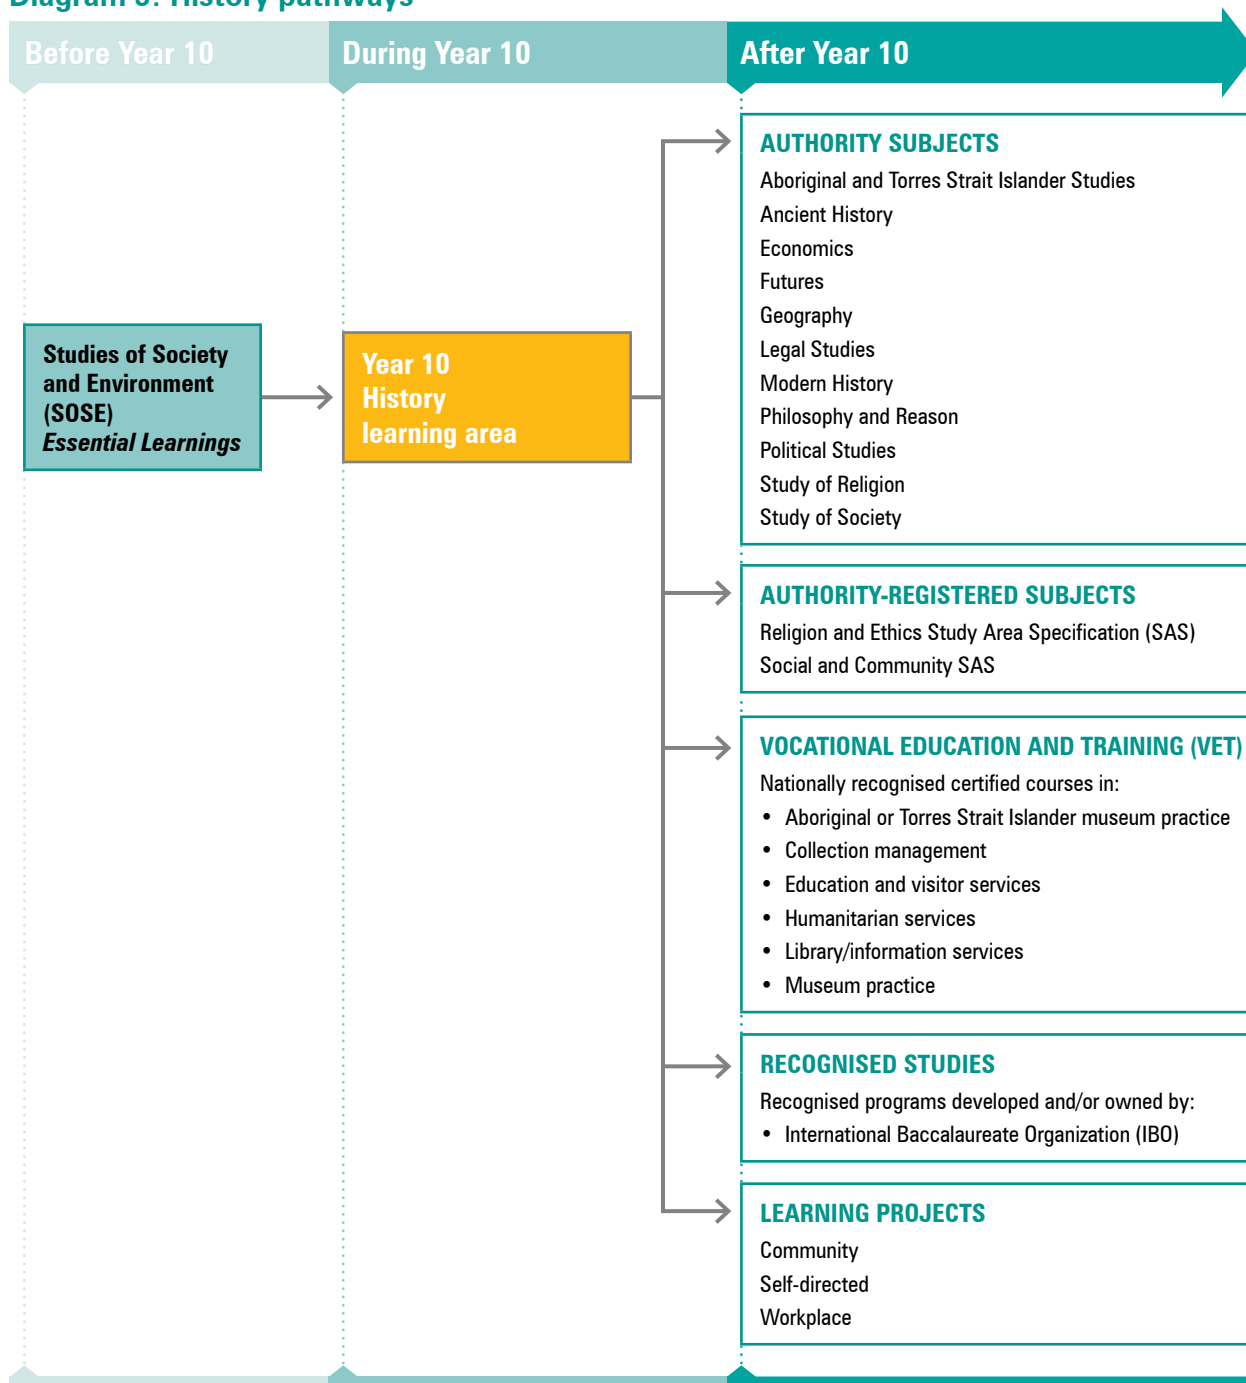 Diagram 3: History pathways
Before Year 10
During Year 10
After Year 10
Studies of Society
and Environment
(SOSE)
Essential Learnings
Year 10
History
learning area
AUTHORITY SUBJECTS
Aboriginal and Torres Strait Islander Studies
Ancient History
Economics
Futures
Geography
Legal Studies
Modern History
Philosophy and Reason
Political Studies
Study of Religion
Study of Society
AUTHORITY-REGISTERED SUBJECTS
Religion and Ethics Study Area Specification (SAS)
Social and Community SAS
VOCATIONAL EDUCATION AND TRAINING (VET)
Nationally recognised certified courses in:
• Aboriginal or Torres Strait Islander museum practice
• Collection management
• Education and visitor services
• Humanitarian services
• Library/information services
• Museum practice
RECOGNISED STUDIES
Recognised programs developed and/or owned by:
• International Baccalaureate Organization (IBO)
LEARNING PROJECTS
Community
Self-directed
Workplace